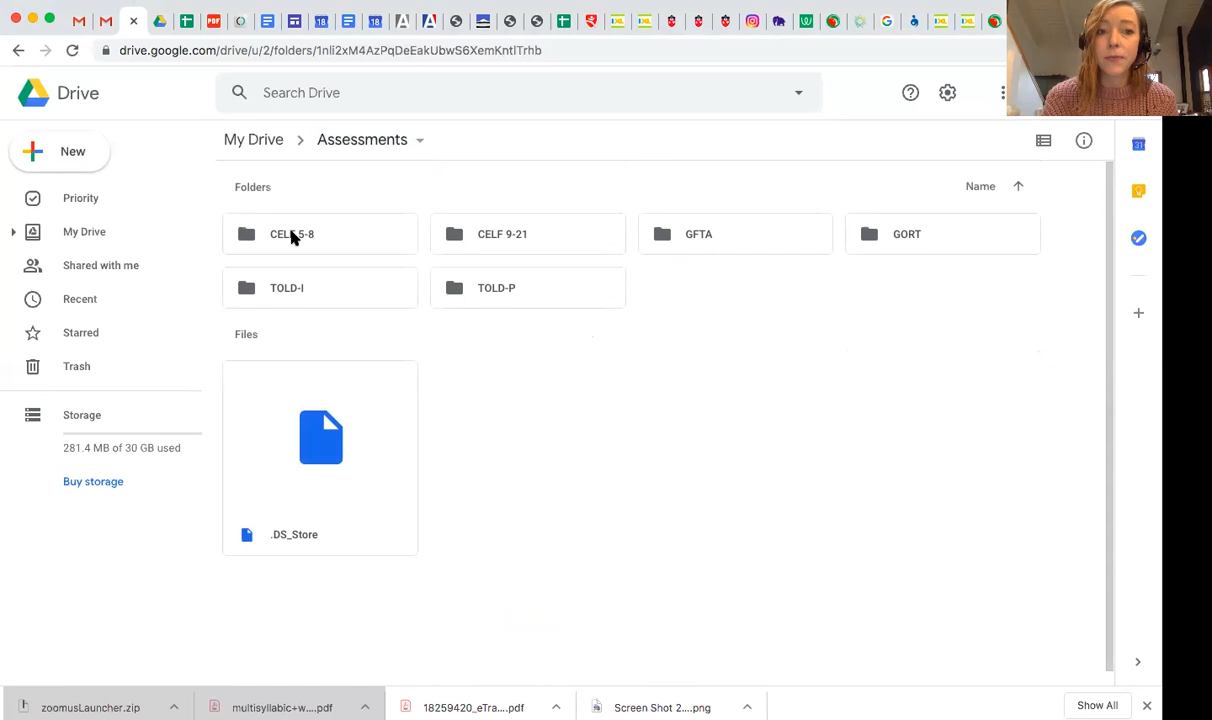 drive.google.com/drive/u/2/folders/1nli2xM4AzPqDeEakUbwS6XemKntlTrhb
Drive
Search Drive
New
My Drive
Assessments
Priority
My Drive
Shared with me
Recent
Starred
Trash
Storage
281.4 MB of 30 GB used
Buy storage
Folders
Name
CELF 5-8
CELF 9-21
GFTA
GORT
TOLD-I
TOLD-P
Files
.DS_Store
zoomusLauncher.zip
multisyllabic+w....pdf
18259420_eTra....pdf
Screen Shot 2....png
Show All